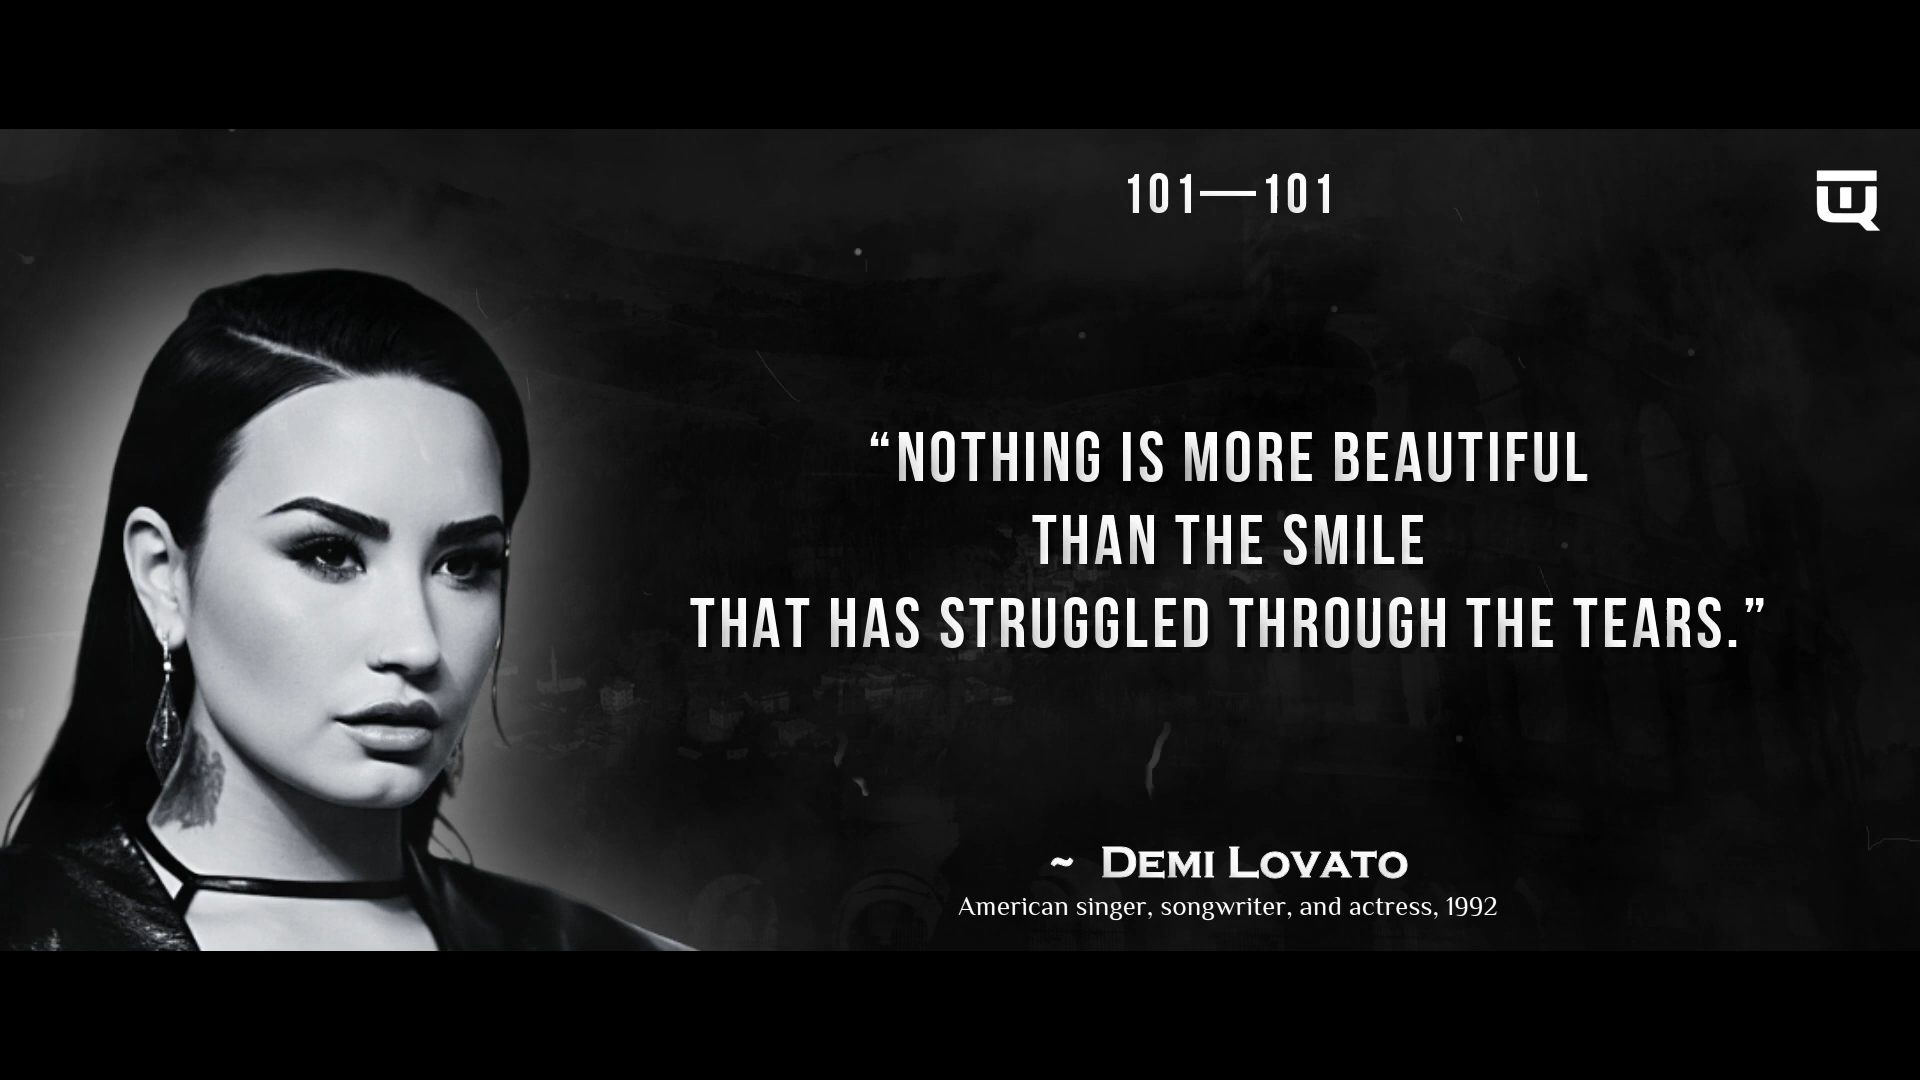 101—101
“NOTHING IS MORE BEAUTIFUL
THAN THE SMILE
THAT HAS STRUGGLED THROUGH THE TEARS.”
~ DEMI LOVATO
American singer, songwriter, and actress, 1992